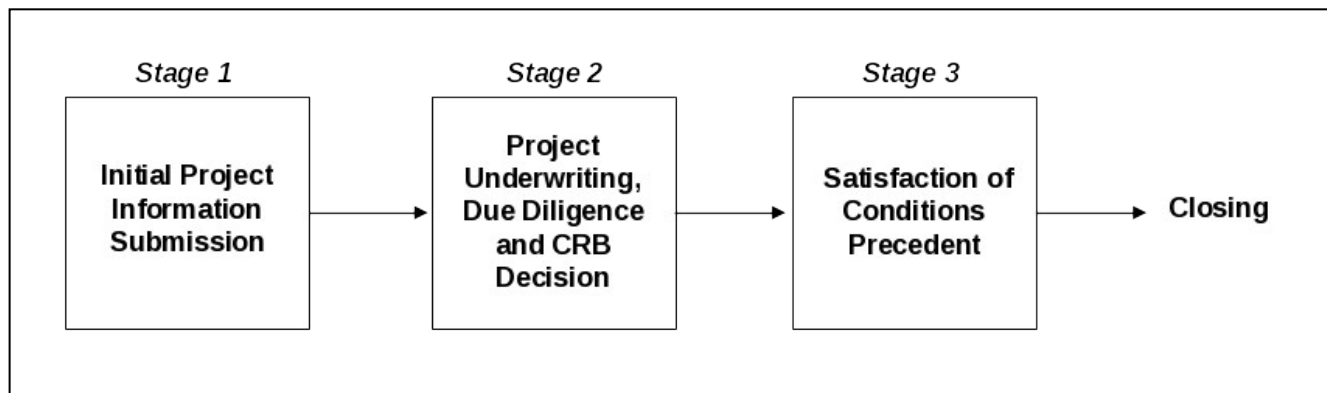 Stage 1
Initial Project
Information
Submission
Stage 2
Project
Underwriting,
Due Diligence
and CRB
Decision
Stage 3
Satisfaction of
Conditions
Precedent
Closing